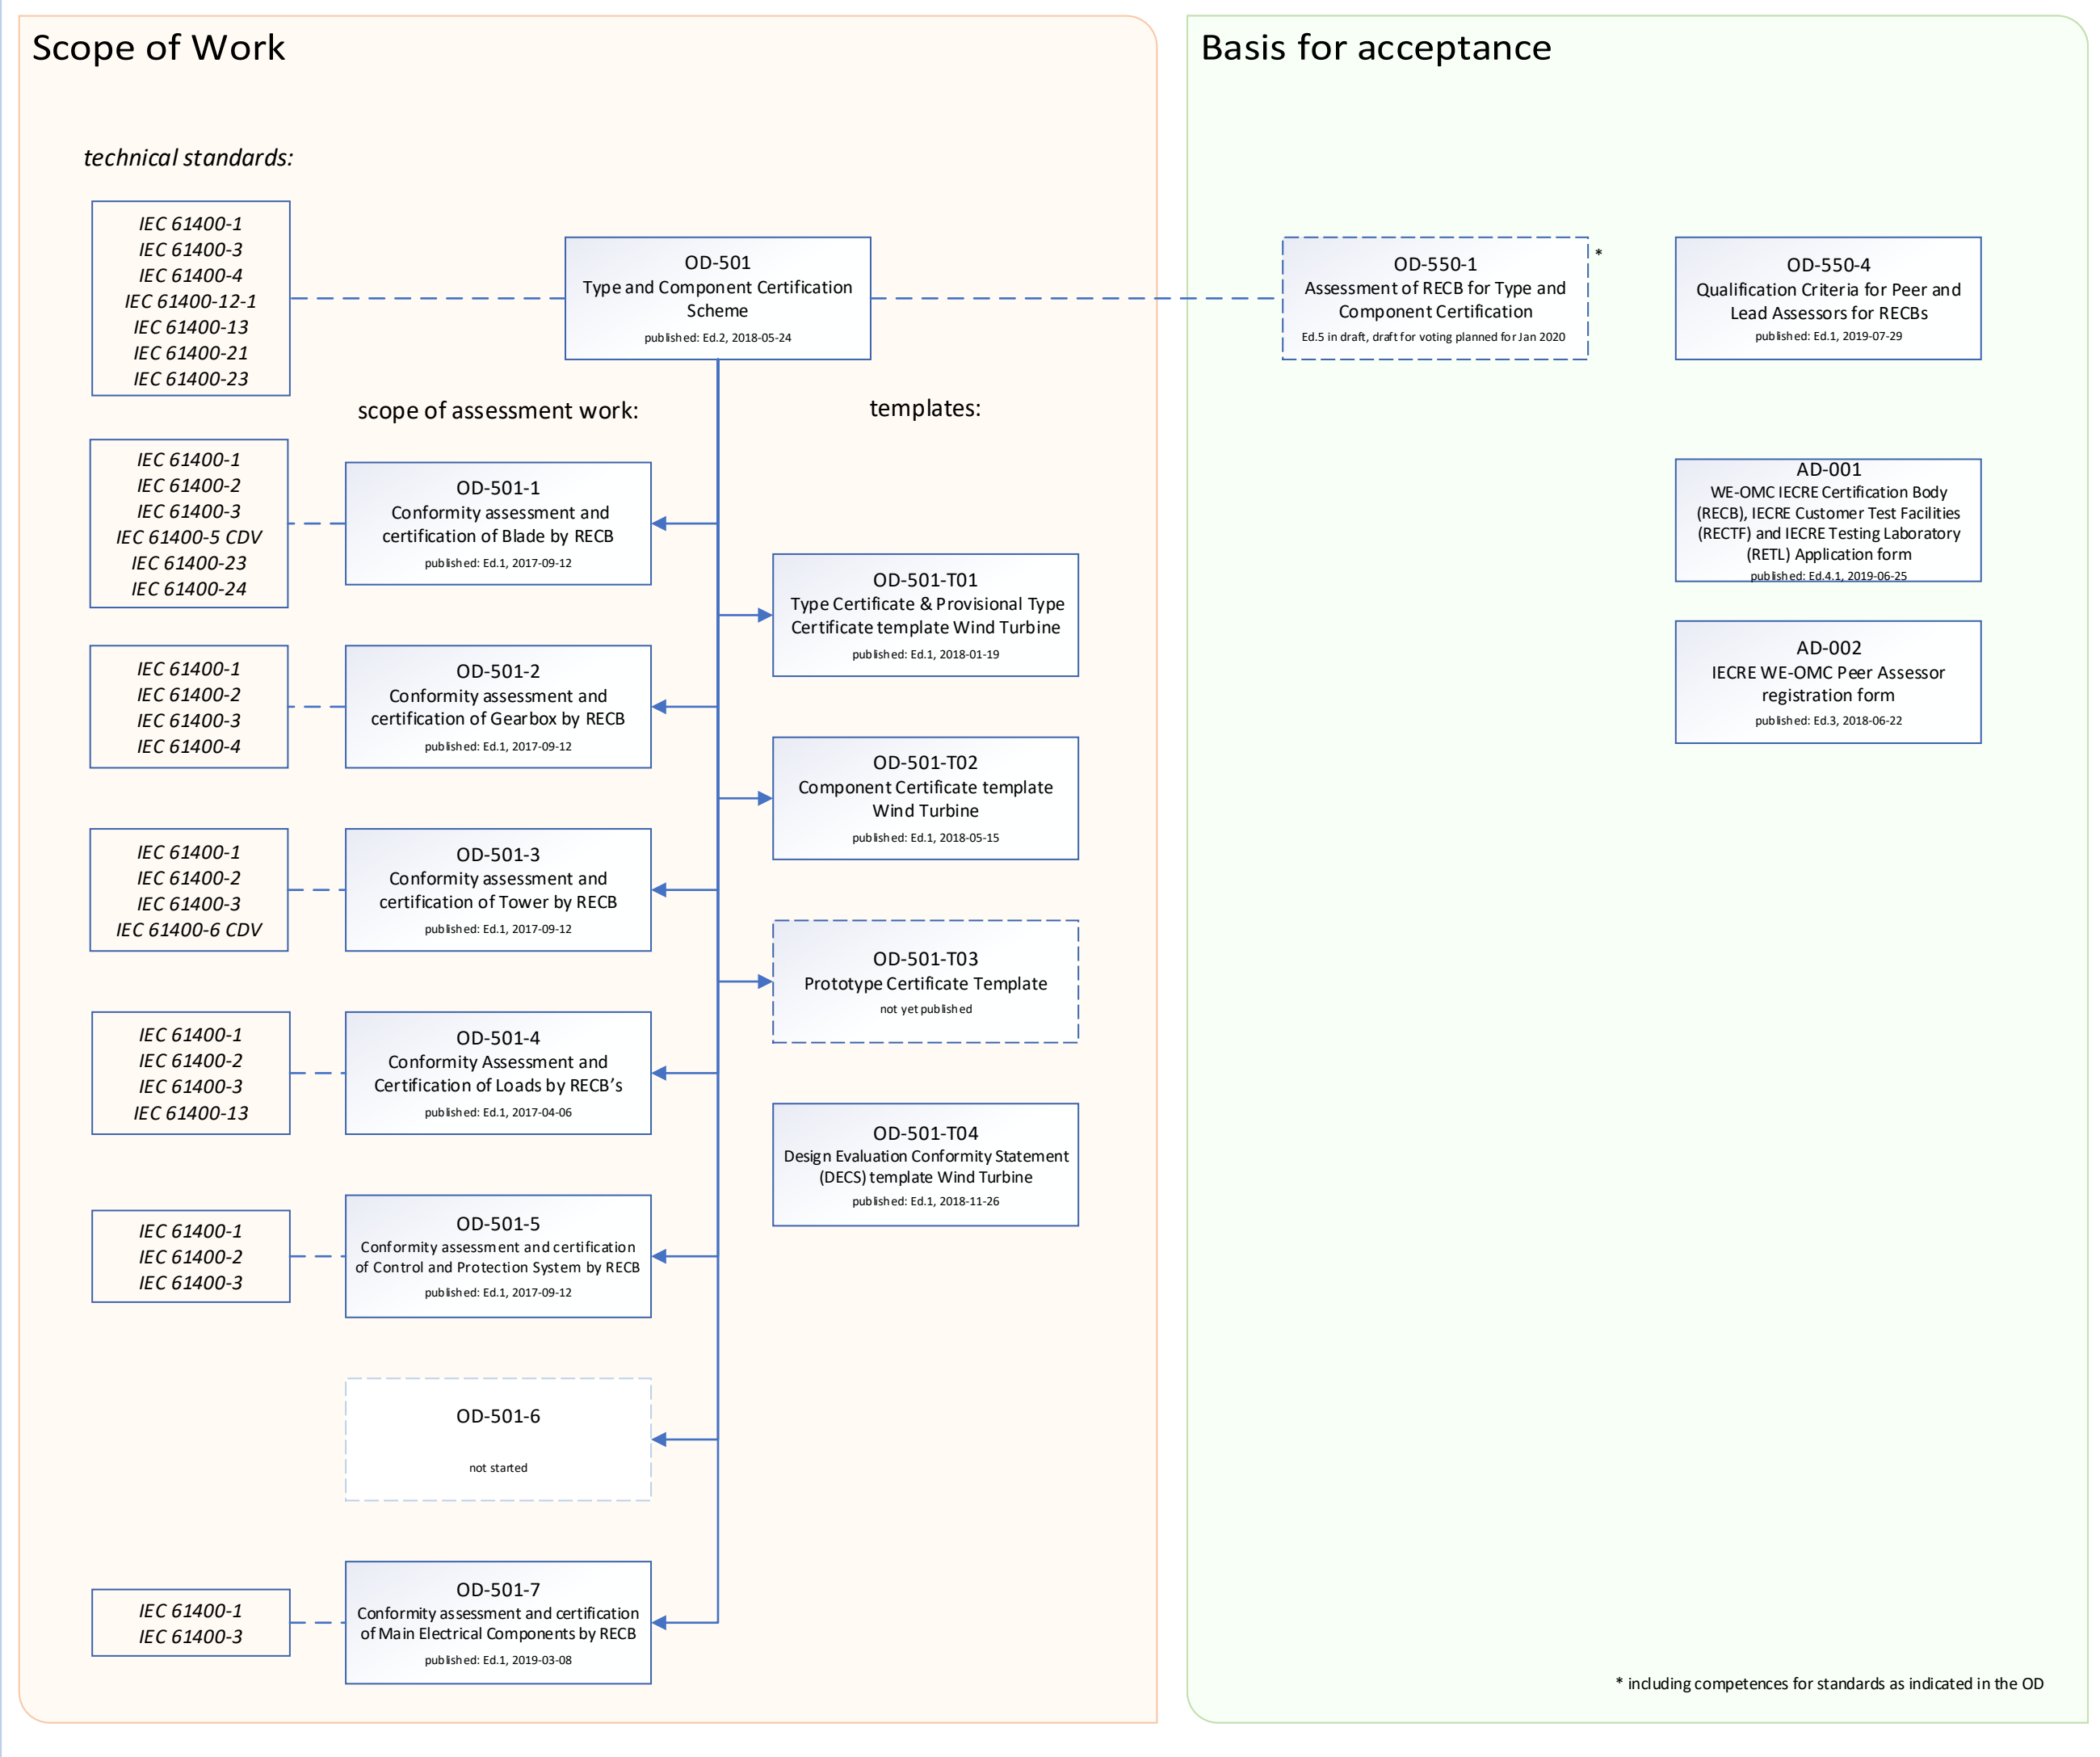 Scope of Work
technical standards:
IEC 61400-1
IEC 61400-3
IEC 61400-4
IEC 61400-12-1
IEC 61400-13
IEC 61400-21
IEC 61400-23
OD-501
Type and Component Certification
Scheme
published: Ed.2, 2018-05-24
scope of assessment work:
templates:
IEC 61400-1
IEC 61400-2
IEC 61400-3
IEC 61400-5 CDV
IEC 61400-23
IEC 61400-24
OD-501-1
Conformity assessment and
certification of Blade by RECB
published: Ed.1, 2017-09-12
OD-501-T01
Type Certificate & Provisional Type
Certificate template Wind Turbine
published: Ed.1, 2018-01-19
IEC 61400-1
IEC 61400-2
IEC 61400-3
IEC 61400-4
OD-501-2
Conformity assessment and
certification of Gearbox by RECB
published: Ed.1, 2017-09-12
OD-501-T02
Component Certificate template
Wind Turbine
published: Ed.1, 2018-05-15
IEC 61400-1
IEC 61400-2
IEC 61400-3
IEC 61400-6 CDV
OD-501-3
Conformity assessment and
certification of Tower by RECB
published: Ed.1, 2017-09-12
OD-501-T03
Prototype Certificate Template
not yet published
IEC 61400-1
IEC 61400-2
IEC 61400-3
IEC 61400-13
OD-501-4
Conformity Assessment and
Certification of Loads by RECB’s
published: Ed.1, 2017-04-06
OD-501-T04
Design Evaluation Conformity Statement
(DECS) template Wind Turbine
published: Ed.1, 2018-11-26
IEC 61400-1
IEC 61400-2
IEC 61400-3
OD-501-5
Conformity assessment and certification
of Control and Protection System by RECB
published: Ed.1, 2017-09-12
OD-501-6
not started
IEC 61400-1
IEC 61400-3
OD-501-7
Conformity assessment and certification
of Main Electrical Components by RECB
published: Ed.1, 2019-03-08
Basis for acceptance
OD-550-1
Assessment of RECB for Type and
Component Certification
Ed.5 in draft, draft for voting planned for Jan 2020
*
OD-550-4
Qualification Criteria for Peer and
Lead Assessors for RECBs
published: Ed.1, 2019-07-29
AD-001
WE-OMC IECRE Certification Body
(RECB), IECRE Customer Test Facilities
(RECTF) and IECRE Testing Laboratory
(RETL) Application form
published: Ed.4.1, 2019-06-25
AD-002
IECRE WE-OMC Peer Assessor
registration form
published: Ed.3, 2018-06-22
* including competences for standards as indicated in the OD